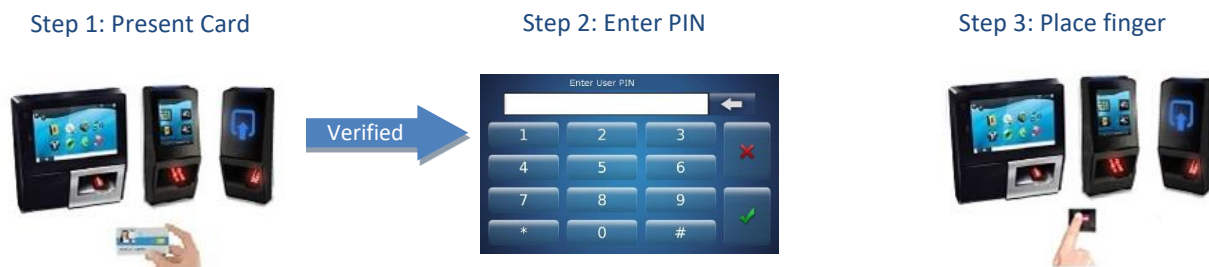 Step 1: Present Card
Step 2: Enter PIN
Step 3: Place finger
Verified
Enter User PIN
1 2 3
4 5 6
7 8 9
* 0 #